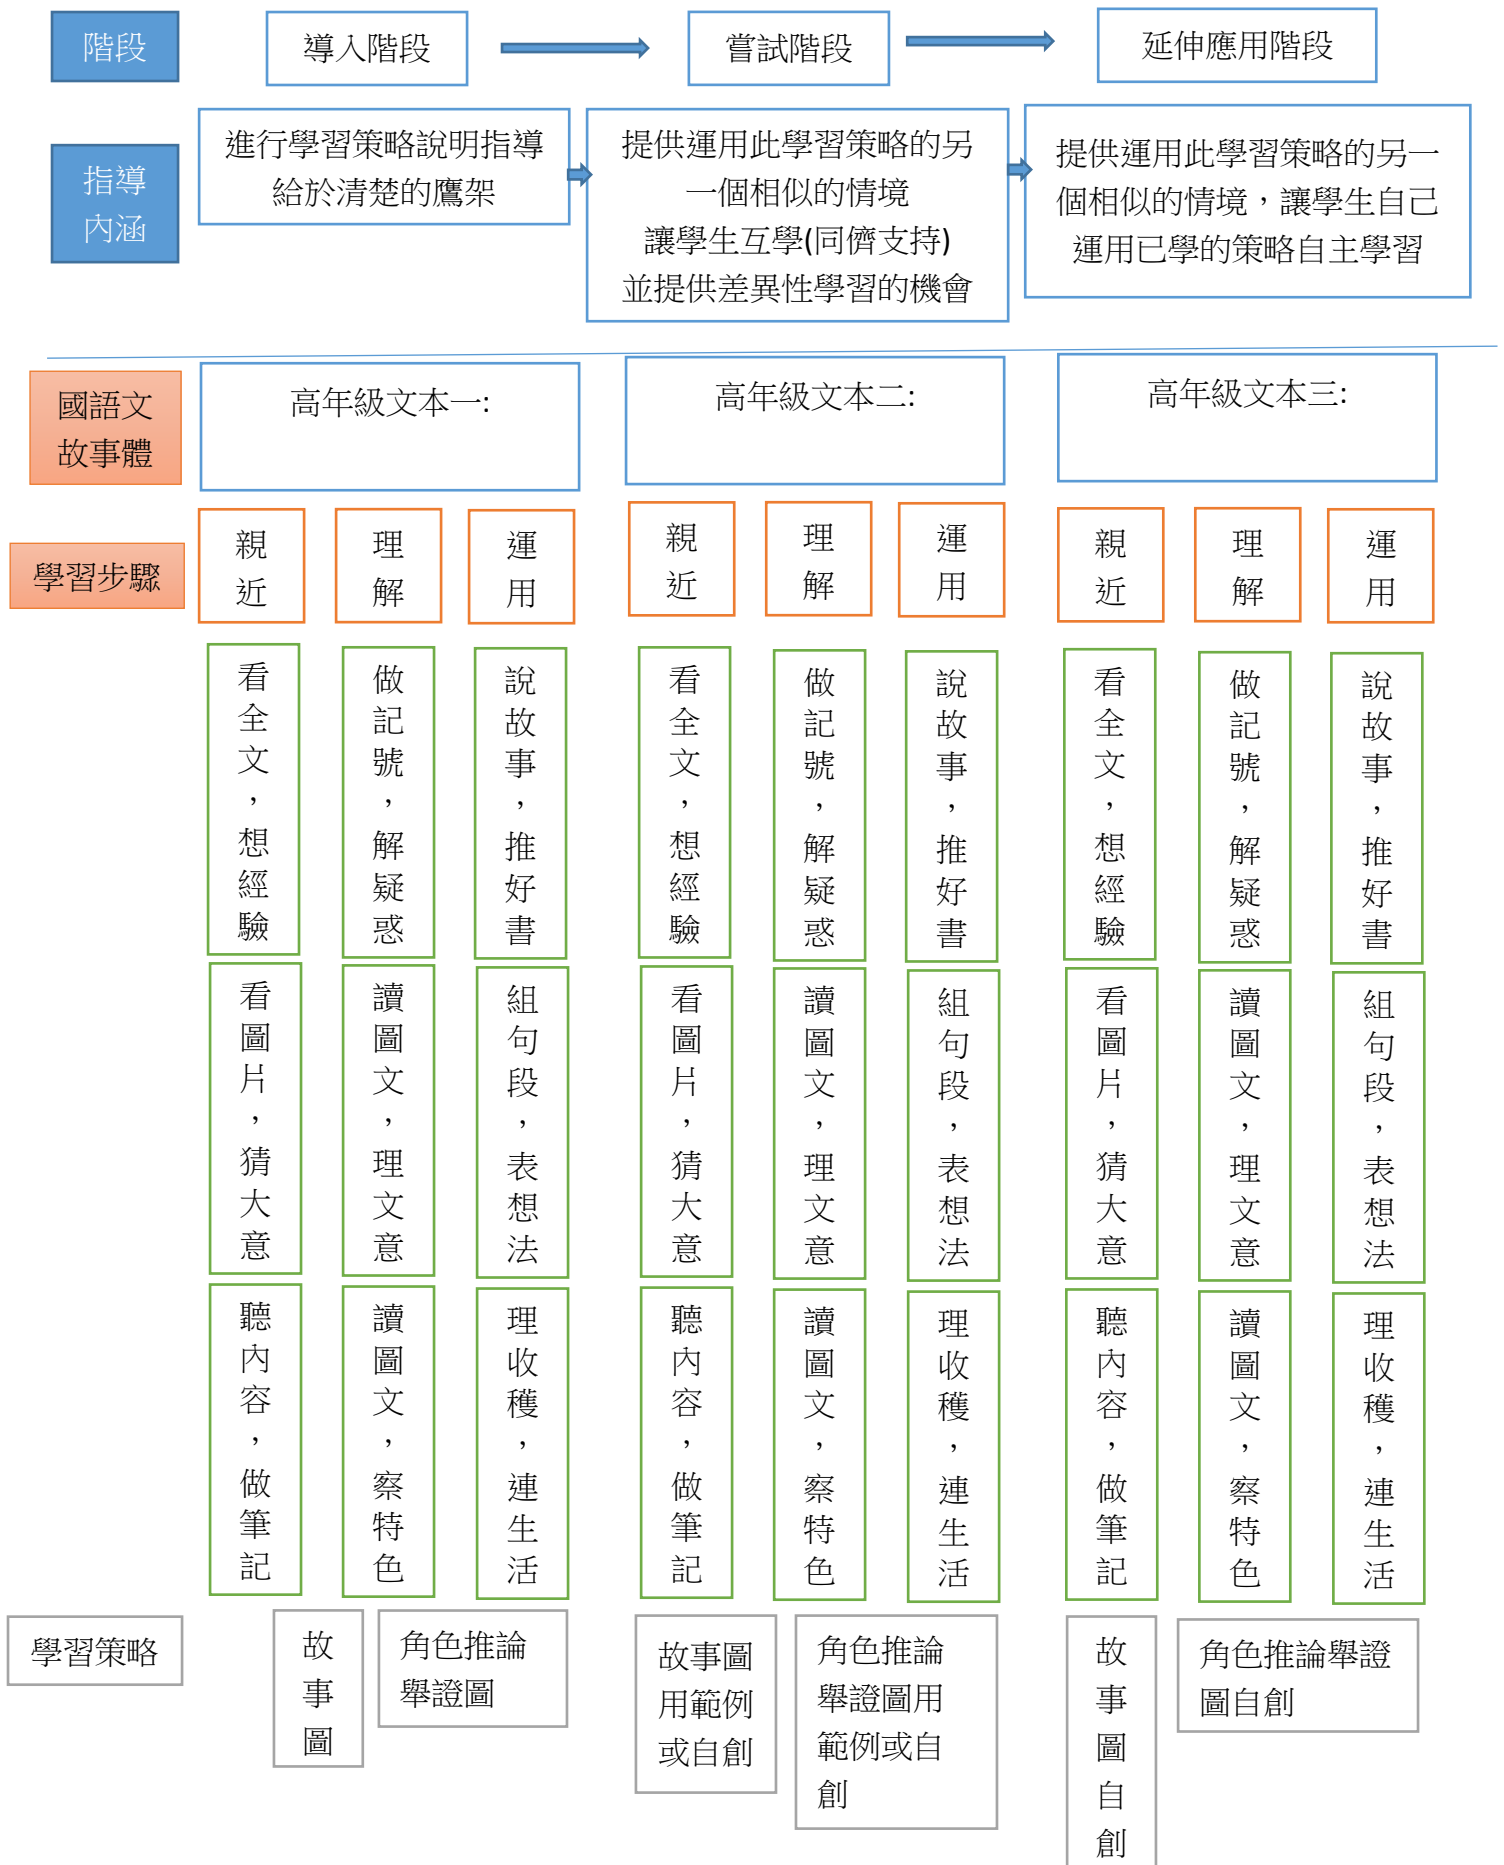 階段
導入階段
嘗試階段
延伸應用階段
指導
內涵
進行學習策略說明指導
給於清楚的鷹架
提供運用此學習策略的另
一個相似的情境
讓學生互學(同儕支持)
並提供差異性學習的機會
提供運用此學習策略的另一
個相似的情境，讓學生自己
運用已學的策略自主學習
國語文
故事體
高年級文本一:
高年級文本二:
高年級文本三:
學習步驟
親近
理解
運用
親近
理解
運用
親近
理解
運用
看全文，想經驗
做記號，解疑惑
說故事，推好書
看全文，想經驗
做記號，解疑惑
說故事，推好書
看全文，想經驗
做記號，解疑惑
說故事，推好書
看圖片，猜大意
讀圖文，理文意
組句段，表想法
看圖片，猜大意
讀圖文，理文意
組句段，表想法
看圖片，猜大意
讀圖文，理文意
組句段，表想法
聽內容，做筆記
讀圖文，察特色
理收穫，連生活
聽內容，做筆記
讀圖文，察特色
理收穫，連生活
聽內容，做筆記
讀圖文，察特色
理收穫，連生活
學習策略
故事圖
角色推論
舉證圖
故事圖
用範例
或自創
角色推論
舉證圖用
範例或自
創
故事圖自創
角色推論舉證
圖自創